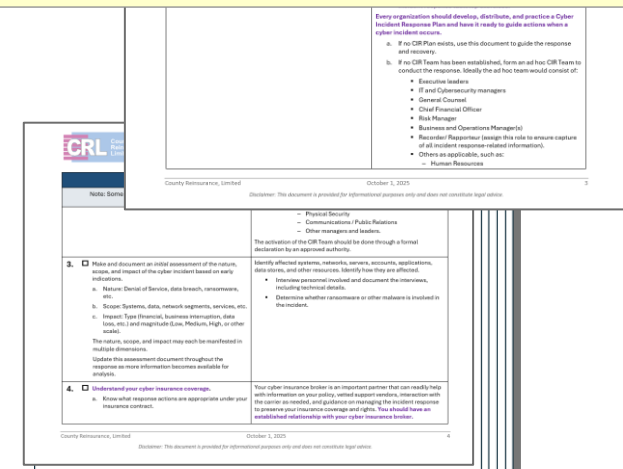 Every organization should develop, distribute, and practice a Cyber
Incident Response Plan and have it ready to guide actions when a
cyber incident occurs.
a. If no CIR Plan exists, use this document to guide the response
and recovery.
b. If no CIR Team has been established, form an ad hoc CIR Team to
conduct the response. Ideally the ad hoc team would consist of:
• Executive leaders
• IT and Cybersecurity managers
• General Counsel
• Chief Financial Officer
• Risk Manager
• Business and Operations Manager(s)
• Recorder/ Rapporteur (assign this role to ensure capture
of all incident response-related information).
• Others as applicable, such as:
– Human Resources
County Reinsurance, Limited October 1, 2025 3
Disclaimer: This document is provided for informational purposes only and does not constitute legal advice.
CRL
Note: Some
– Physical Security
– Communications / Public Relations
– Other managers and leaders.
The activation of the CIR Team should be done through a formal
declaration by an approved authority.
3. Make and document an initial assessment of the nature,
scope, and impact of the cyber incident based on early
indications.
a. Nature: Denial of Service, data breach, ransomware,
etc.
b. Scope: Systems, data, network segments, services, etc.
c. Impact: Type (financial, business interruption, data
loss, etc.) and magnitude (Low, Medium, High, or other
scale).
The nature, scope, and impact may each be manifested in
multiple dimensions.
Update this assessment document throughout the
response as more information becomes available for
analysis.
Identify affected systems, networks, servers, accounts, applications,
data stores, and other resources. Identify how they are affected.
• Interview personnel involved and document the interviews,
including technical details.
• Determine whether ransomware or other malware is involved in
the incident.
4. Understand your cyber insurance coverage.
a. Know what response actions are appropriate under your
insurance contract.
Your cyber insurance broker is an important partner that can readily help
with information on your policy, vetted support vendors, interaction with
the carrier as-needed, and guidance on managing the incident response
to preserve your insurance coverage and rights. You should have an
established relationship with your cyber insurance broker.
County Reinsurance, Limited October 1, 2025 4
Disclaimer: This document is provided for informational purposes only and does not constitute legal advice.